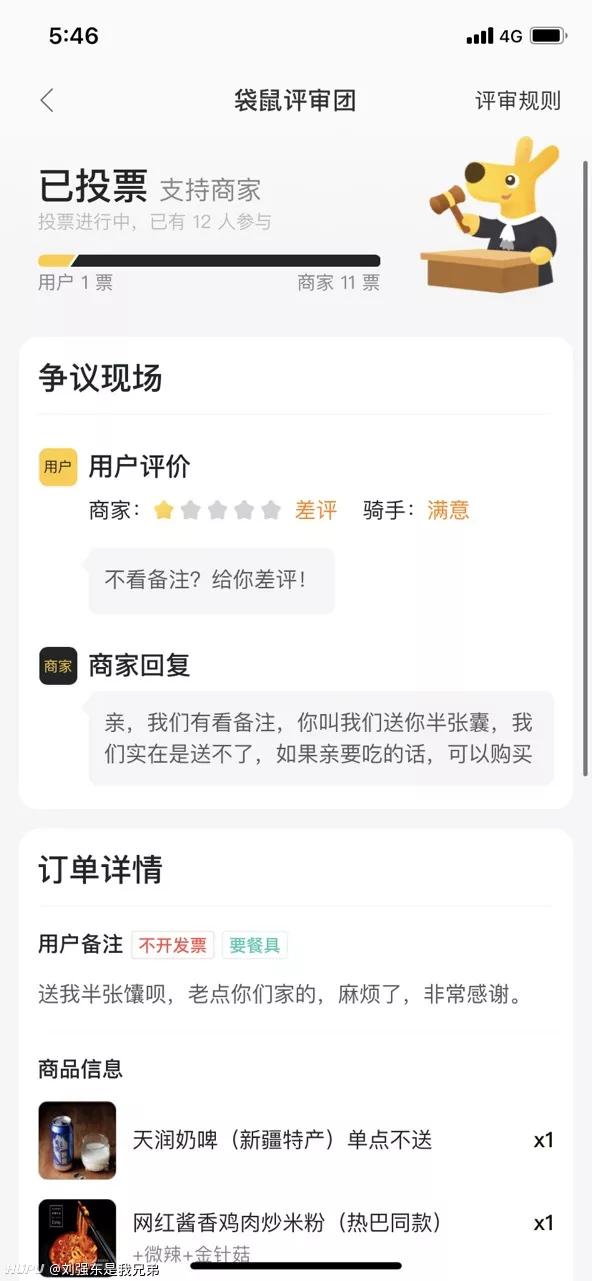 5:46
4G
袋鼠评审团
评审规则
已投票 支持商家
投票进行中，已有 12 人参与
用户 1 票
商家 11 票
争议现场
用户 用户评价
商家： 差评 骑手：满意
不看备注？给你差评！
商家 商家回复
亲，我们有看备注，你叫我们送你半张囊，我
们实在是送不了，如果亲要吃的话，可以购买
订单详情
用户备注 不开发票 要餐具
送我半张馕呗，老点你们家的，麻烦了，非常感谢。
商品信息
天润奶啤（新疆特产）单点不送 x1
网红酱香鸡肉炒米粉（热巴同款） x1
+微辣+金针菇
HUPU @刘强东是我兄弟